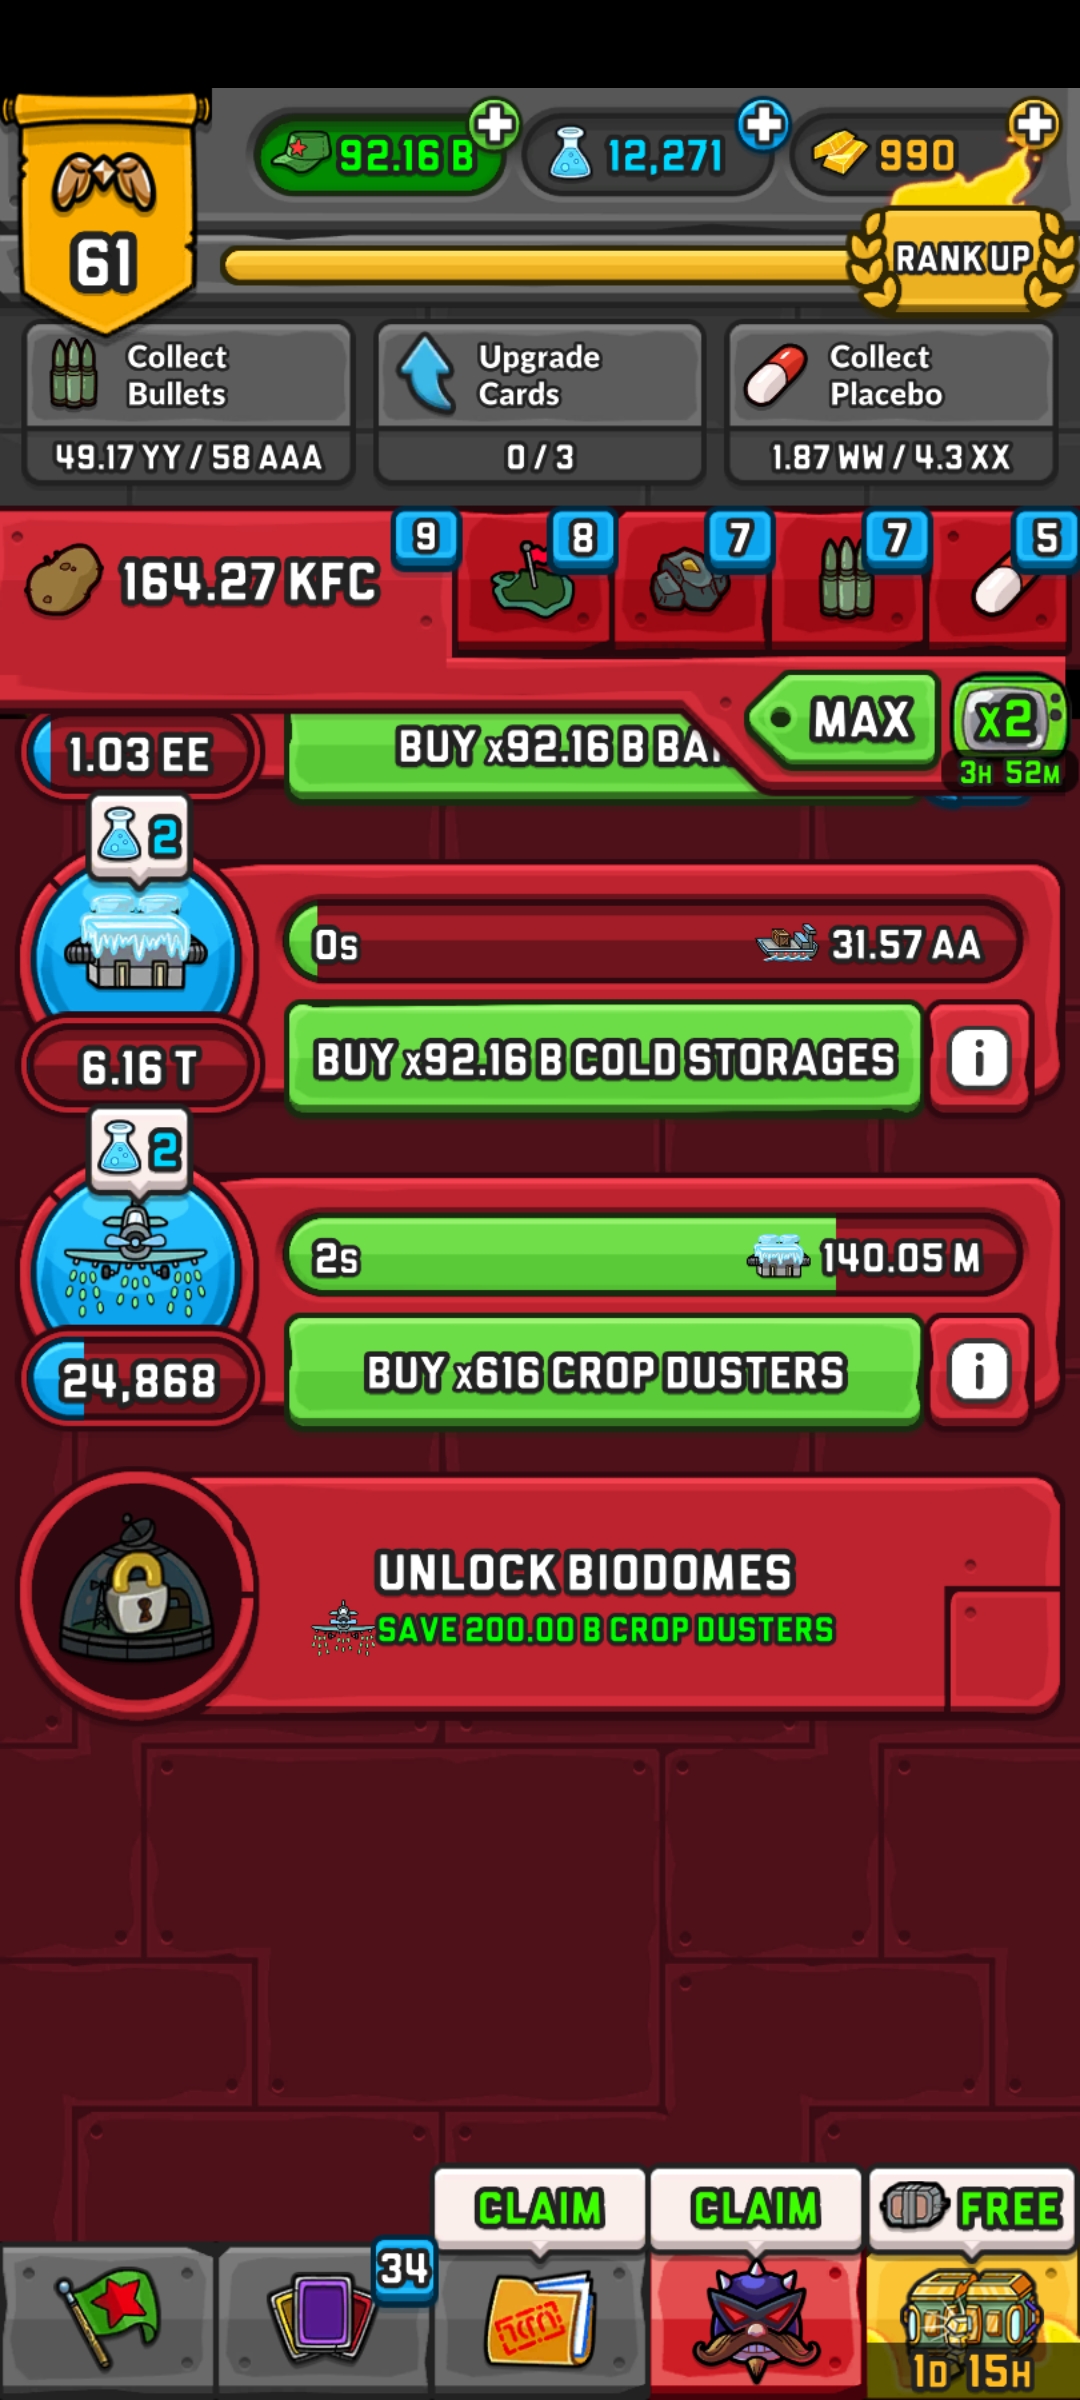 92.16 B
12,271
990
61
RANK UP
Collect
Bullets
49.17 YY / 58 AAA
Upgrade
Cards
0 / 3
Collect
Placebo
1.87 WW / 4.3 XX
164.27 KFC
9
8
7
7
5
MAX
x2
3H 52M
1.03 EE
BUY x92.16 B
2
0s
31.57 AA
6.16 T
BUY x92.16 B COLD STORAGES
i
2
2s
140.05 M
24,868
BUY x616 CROP DUSTERS
i
UNLOCK BIODOMES
SAVE 200.00 B CROP DUSTERS
CLAIM
CLAIM
FREE
34
1D 15H